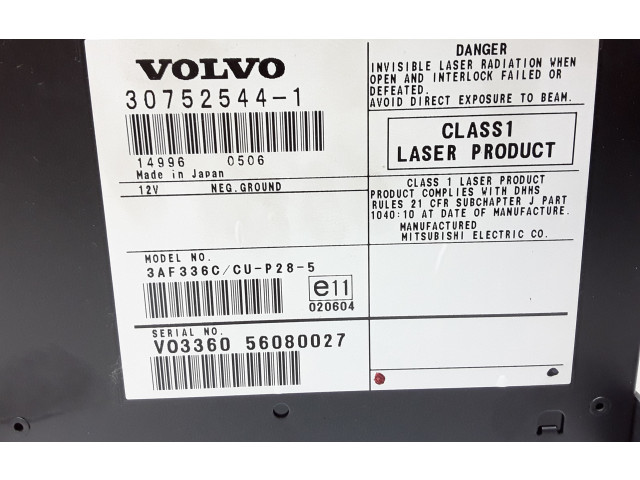 VOLVO
30752544-1
14996 0506
Made in Japan
12V NEG.GROUND
MODEL NO.
3AF336C/CU-P28-5
e11
020604
SERIAL NO.
VO3360 56080027
DANGER
INVISIBLE LASER RADIATION WHEN
OPEN AND INTERLOCK FAILED OR
DEFEATED.
AVOID DIRECT EXPOSURE TO BEAM.
CLASS1
LASER PRODUCT
CLASS 1 LASER PRODUCT
PRODUCT COMPLIES WITH DHHS
RULES 21 CFR SUBCHAPTER J PART
1040:10 AT DATE OF MANUFACTURE.
MANUFACTURED
MITSUBISHI ELECTRIC CO.